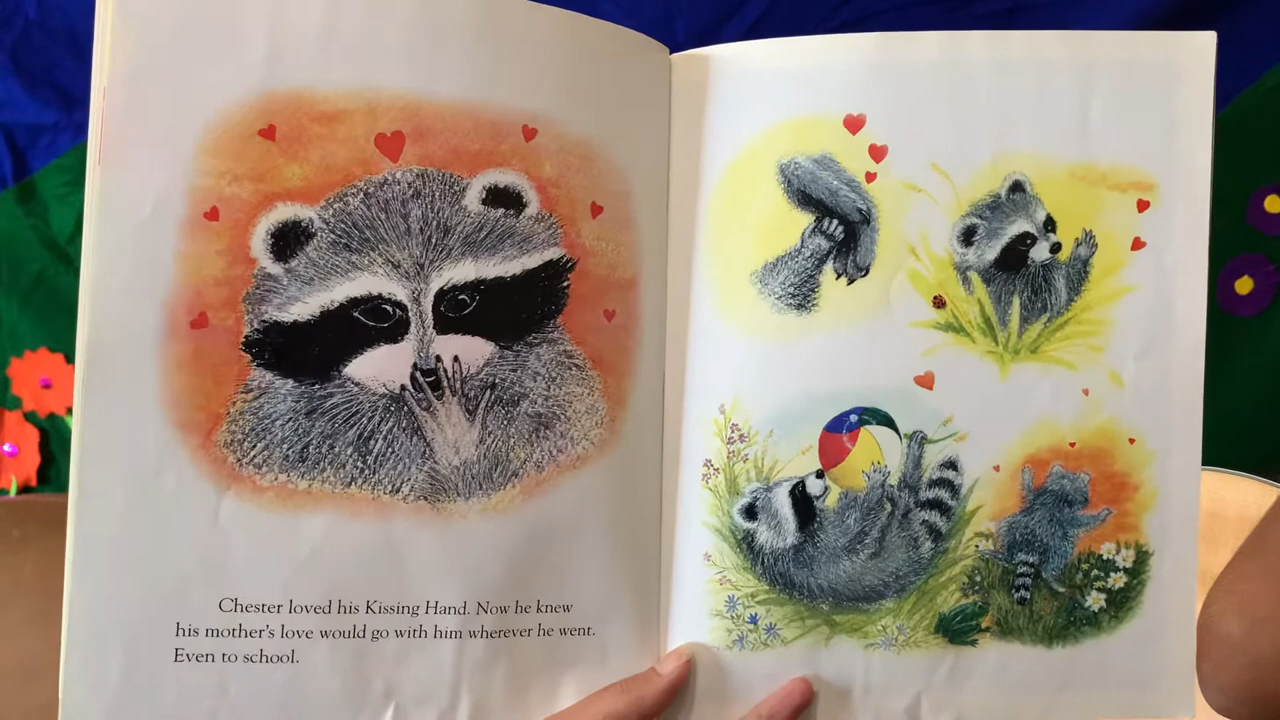 Chester loved his Kissing Hand. Now he knew
his mother's love would go with him wherever he went.
Even to school.